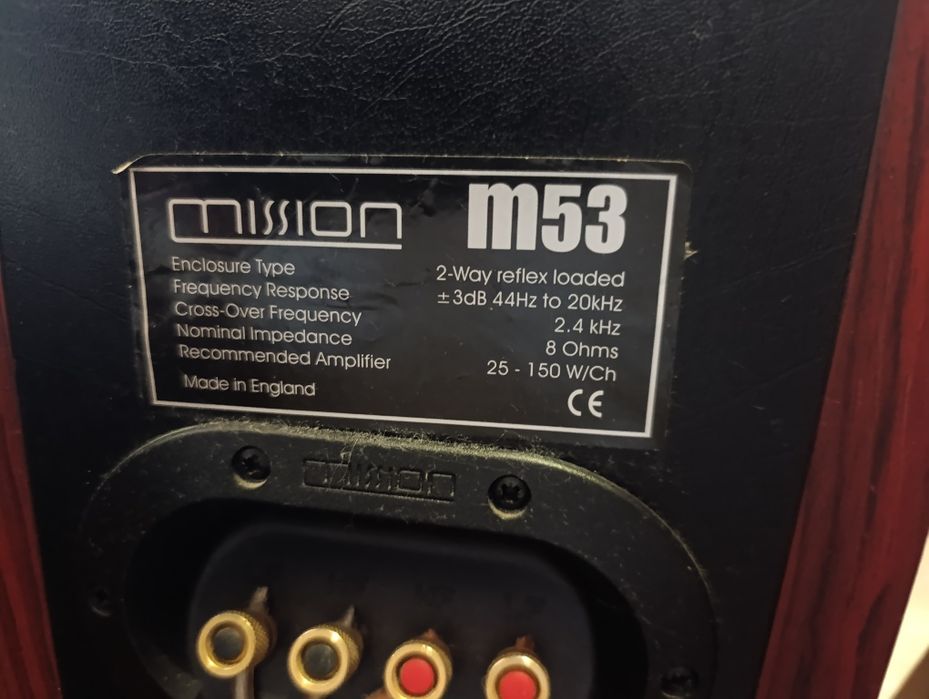 mission m53
Enclosure Type 2-Way reflex loaded
Frequency Response ±3dB 44Hz to 20kHz
Cross-Over Frequency 2.4 kHz
Nominal Impedance 8 Ohms
Recommended Amplifier 25 - 150 W/Ch
Made in England CE
mission